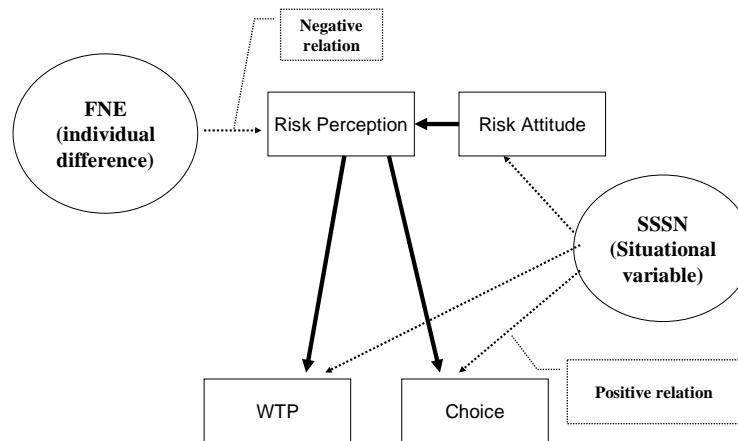 Negative
relation
FNE
(individual
difference)
Risk Perception
Risk Attitude
SSSN
(Situational
variable)
WTP
Choice
Positive relation